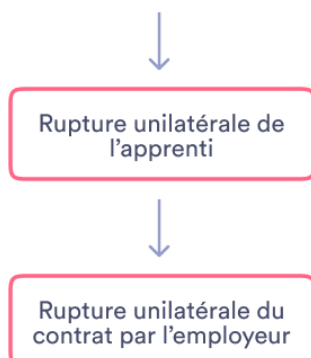 Rupture unilatérale de
l’apprenti
Rupture unilatérale du
contrat par l’employeur